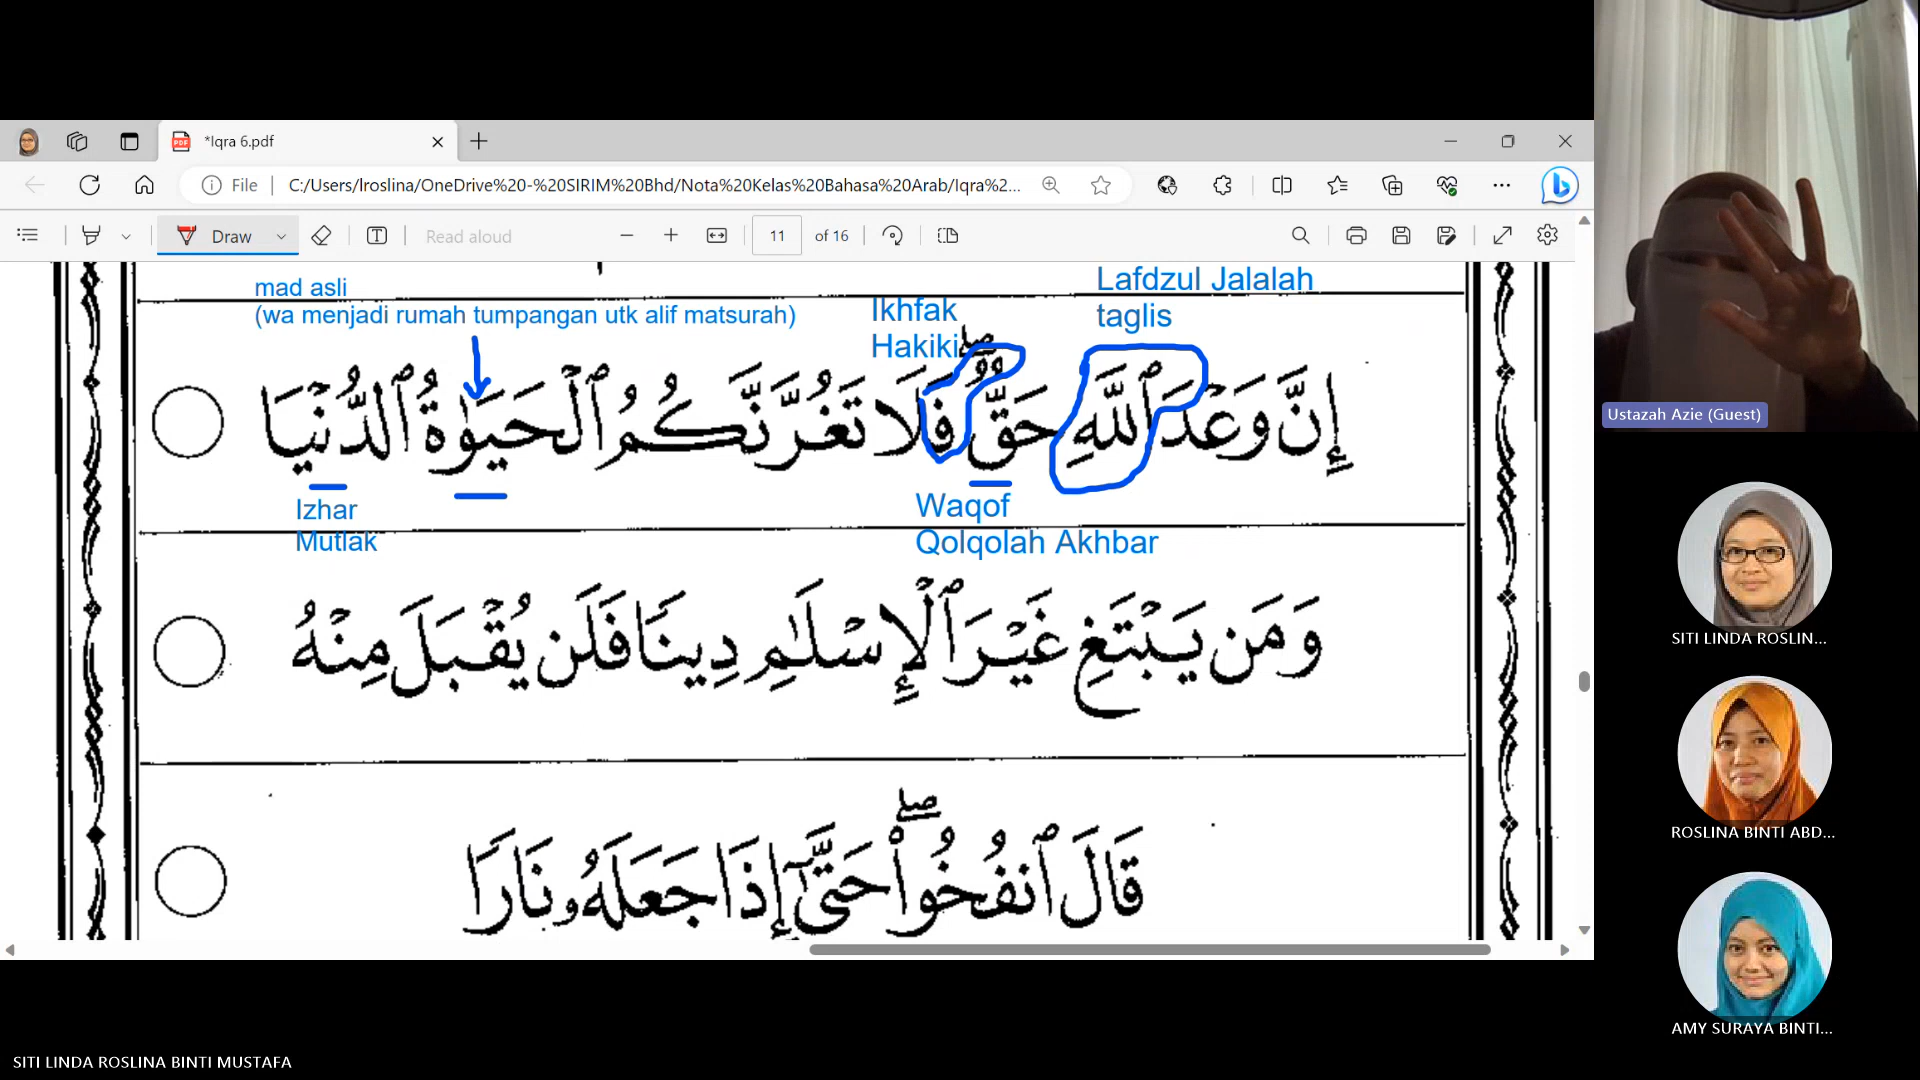 *Iqra 6.pdf
File
C:/Users/lroslina/OneDrive%20-%20SIRIM%20Bhd/Nota%20Kelas%20Bahasa%20Arab/Iqra%2...
Draw
Read aloud
11
of 16
mad asli
(wa menjadi rumah tumpangan utk alif matsurah)
Ikhfak
Hakiki
Lafdzul Jalalah
taglis
إِنَّ وَعْدَ ٱللَّهِ حَقٌّ ۖ فَلَا تَغُرَّنَّكُمُ ٱلْحَيَوٰةُ ٱلدُّنْيَا
Izhar
Mutlak
Waqof
Qolqolah Akhbar
وَمَن يَبْتَغِ غَيْرَ ٱلْإِسْلَٰمِ دِينًا فَلَن يُقْبَلَ مِنْهُ
قَالَ ٱنفُخُوا۟ ۖ حَتَّىٰٓ إِذَا جَعَلَهُۥ نَارًا
Ustazah Azie (Guest)
SITI LINDA ROSLIN...
ROSLINA BINTI ABD...
AMY SURAYA BINTI...
SITI LINDA ROSLINA BINTI MUSTAFA